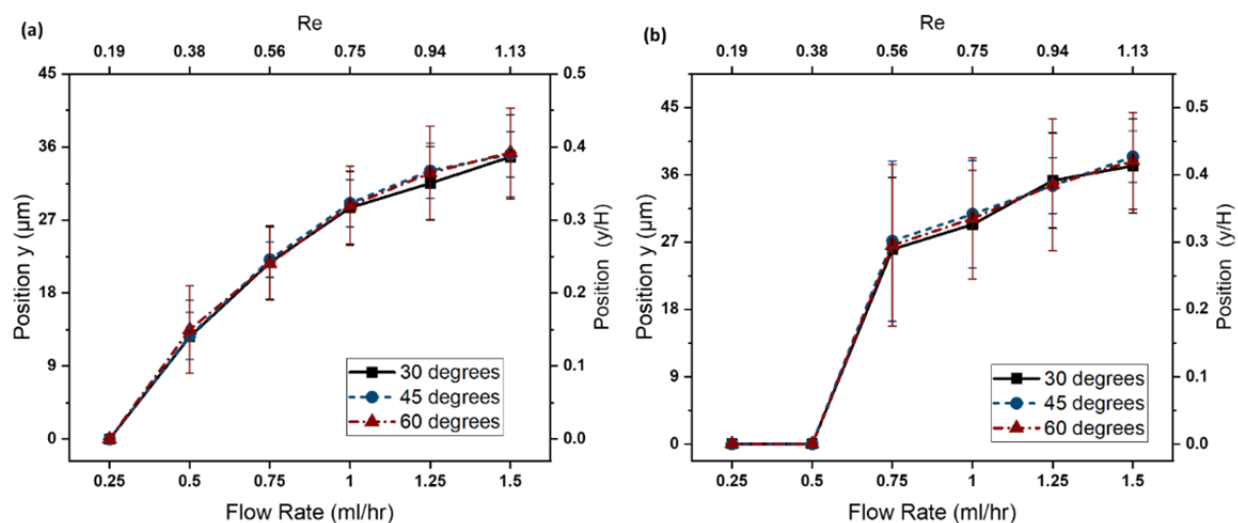 (a)
Re
0.19 0.38 0.56 0.75 0.94 1.13
45 0.5
36 0.4
27 0.3
18 0.2
9 0.1
0 0.0
Position y (µm)
Position (y/H)
30 degrees
45 degrees
60 degrees
0.25 0.5 0.75 1 1.25 1.5
Flow Rate (ml/hr)
(b)
Re
0.19 0.38 0.56 0.75 0.94 1.13
45 0.5
36 0.4
27 0.3
18 0.2
9 0.1
0 0.0
Position y (µm)
Position (y/H)
30 degrees
45 degrees
60 degrees
0.25 0.5 0.75 1 1.25 1.5
Flow Rate (ml/hr)